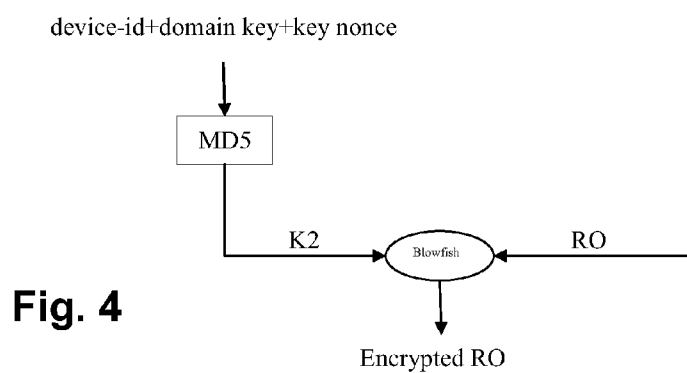 device-id+domain key+key nonce
MD5
K2
RO
Blowfish
Fig. 4
Encrypted RO